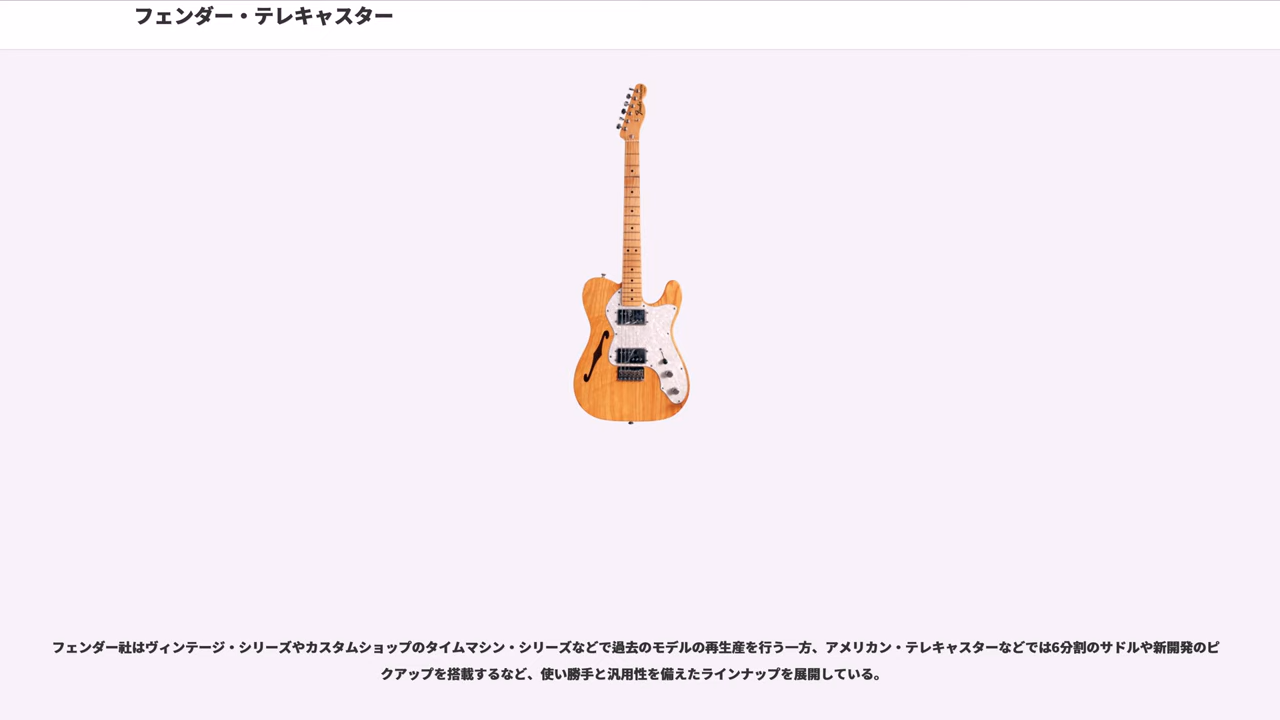 フェンダー・テレキャスター
フェンダー社はヴィンテージ・シリーズやカスタムショップのタイムマシン・シリーズなどで過去のモデルの再生産を行う一方、アメリカン・テレキャスターなどでは6分割のサドルや新開発のピ
クアップを搭載するなど、使い勝手と汎用性を備えたラインナップを展開している。